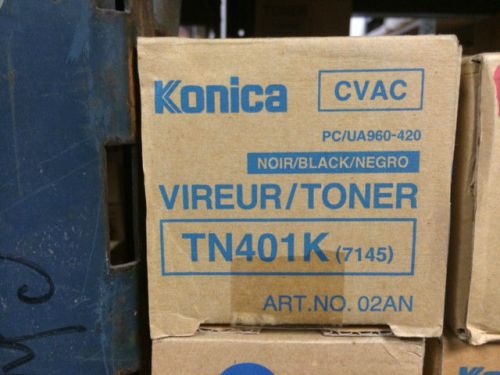 Konica
CVAC
PC/UA960-420
NOIR/BLACK/NEGRO
VIREUR/TONER
TN401K (7145)
ART.NO. 02AN